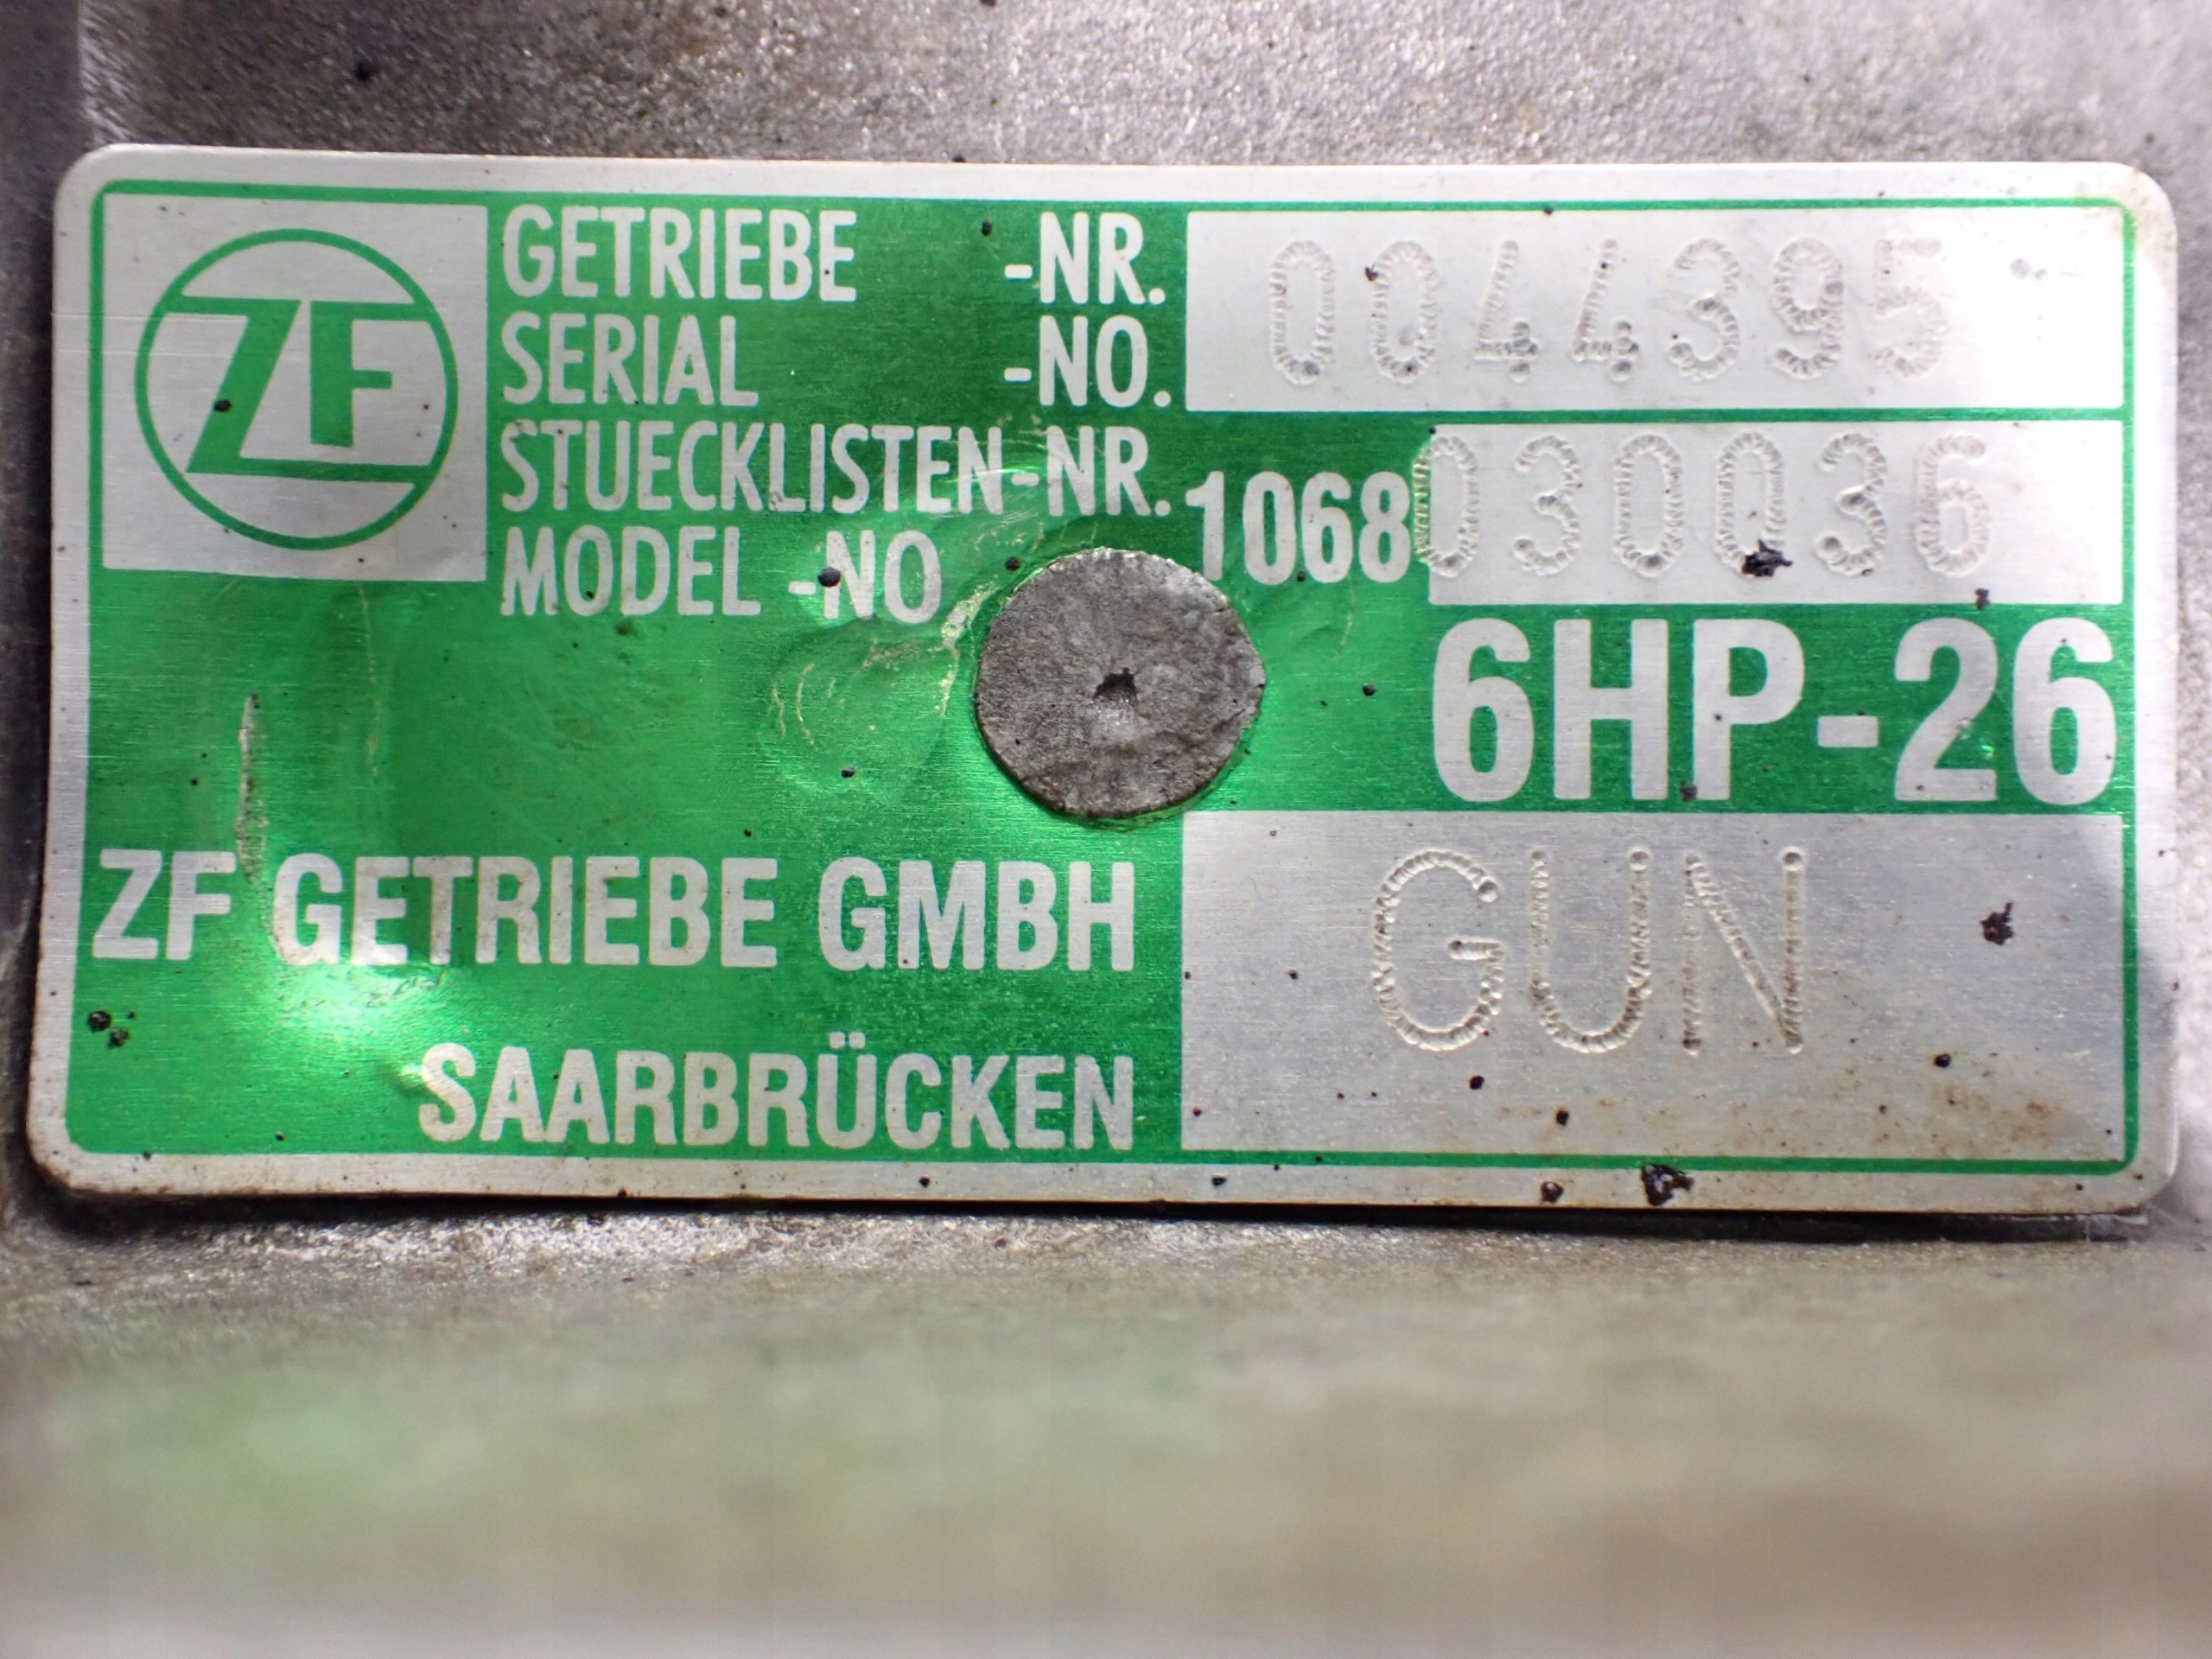 ZF
GETRIEBE -NR.
SERIAL -NO.
0044395
STUECKLISTEN-NR.
MODEL -NO.
1068 030036
6HP-26
ZF GETRIEBE GMBH
SAARBRÜCKEN
GUN